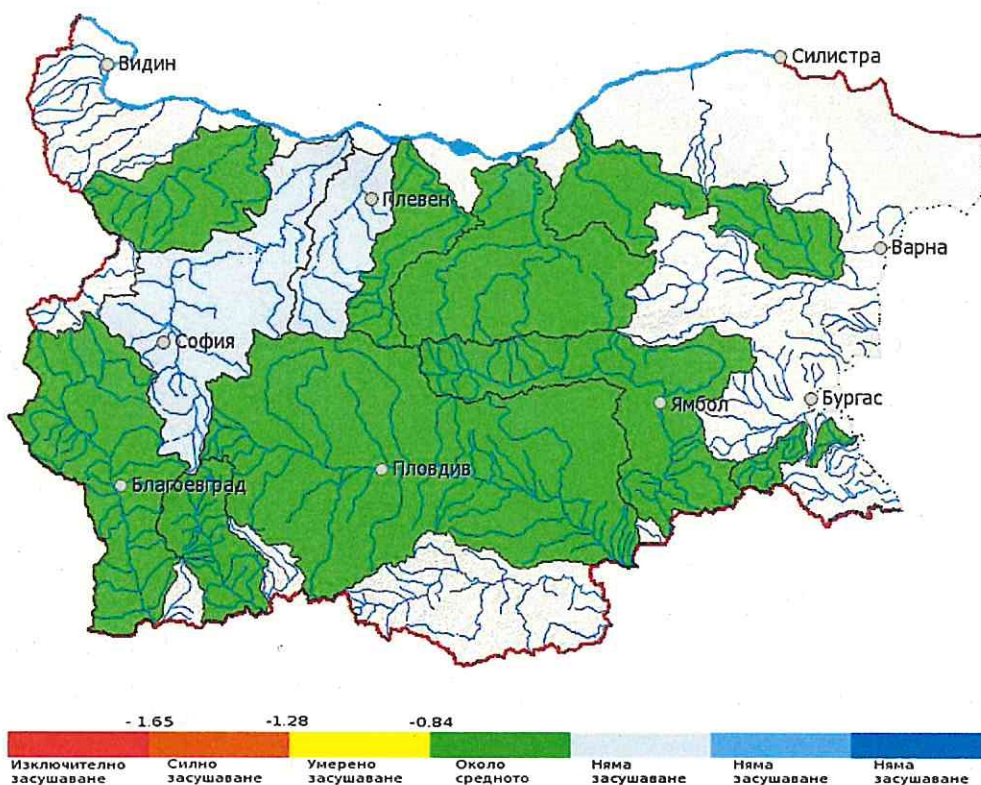 Видин
Силистра
Плевен
Варна
София
Ямбол
Бургас
Пловдив
Благоевград
- 1.65 -1.28 -0.84
Изключително засушаване
Силно засушаване
Умерено засушаване
Около средното
Няма засушаване
Няма засушаване
Няма засушаване